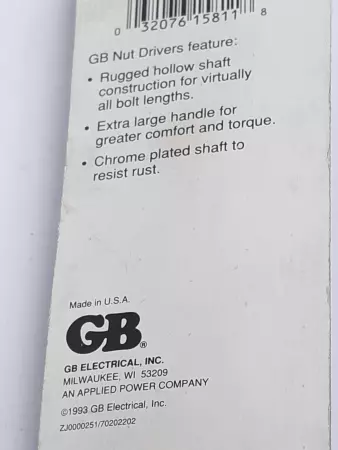 0 32076 15811 8
GB Nut Drivers feature:
• Rugged hollow shaft
construction for virtually
all bolt lengths.
• Extra large handle for
greater comfort and torque.
• Chrome plated shaft to
resist rust.
Made in U.S.A.
GB®
GB ELECTRICAL, INC.
MILWAUKEE, WI 53209
AN APPLIED POWER COMPANY
©1993 GB Electrical, Inc.
ZJ0000251/70202202